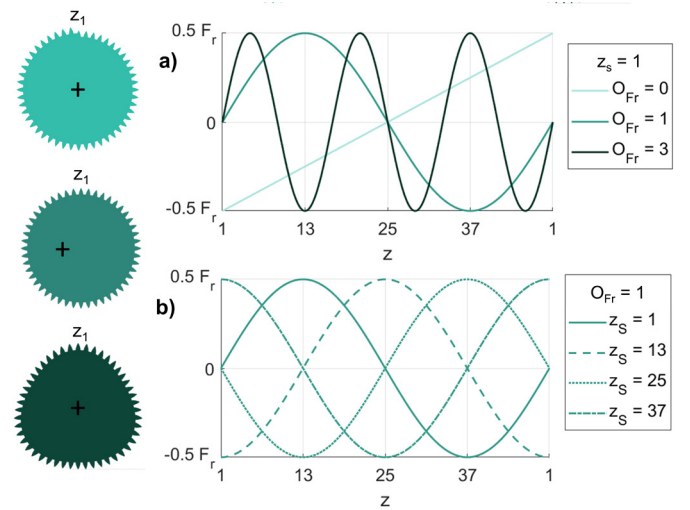 z1
z1
z1
a)
0.5 Fr
0
-0.5 Fr
1 13 25 37 1
z
zs = 1
OFr = 0
OFr = 1
OFr = 3
b)
0.5 Fr
0
-0.5 Fr
1 13 25 37 1
z
OFr = 1
zS = 1
zS = 13
zS = 25
zS = 37